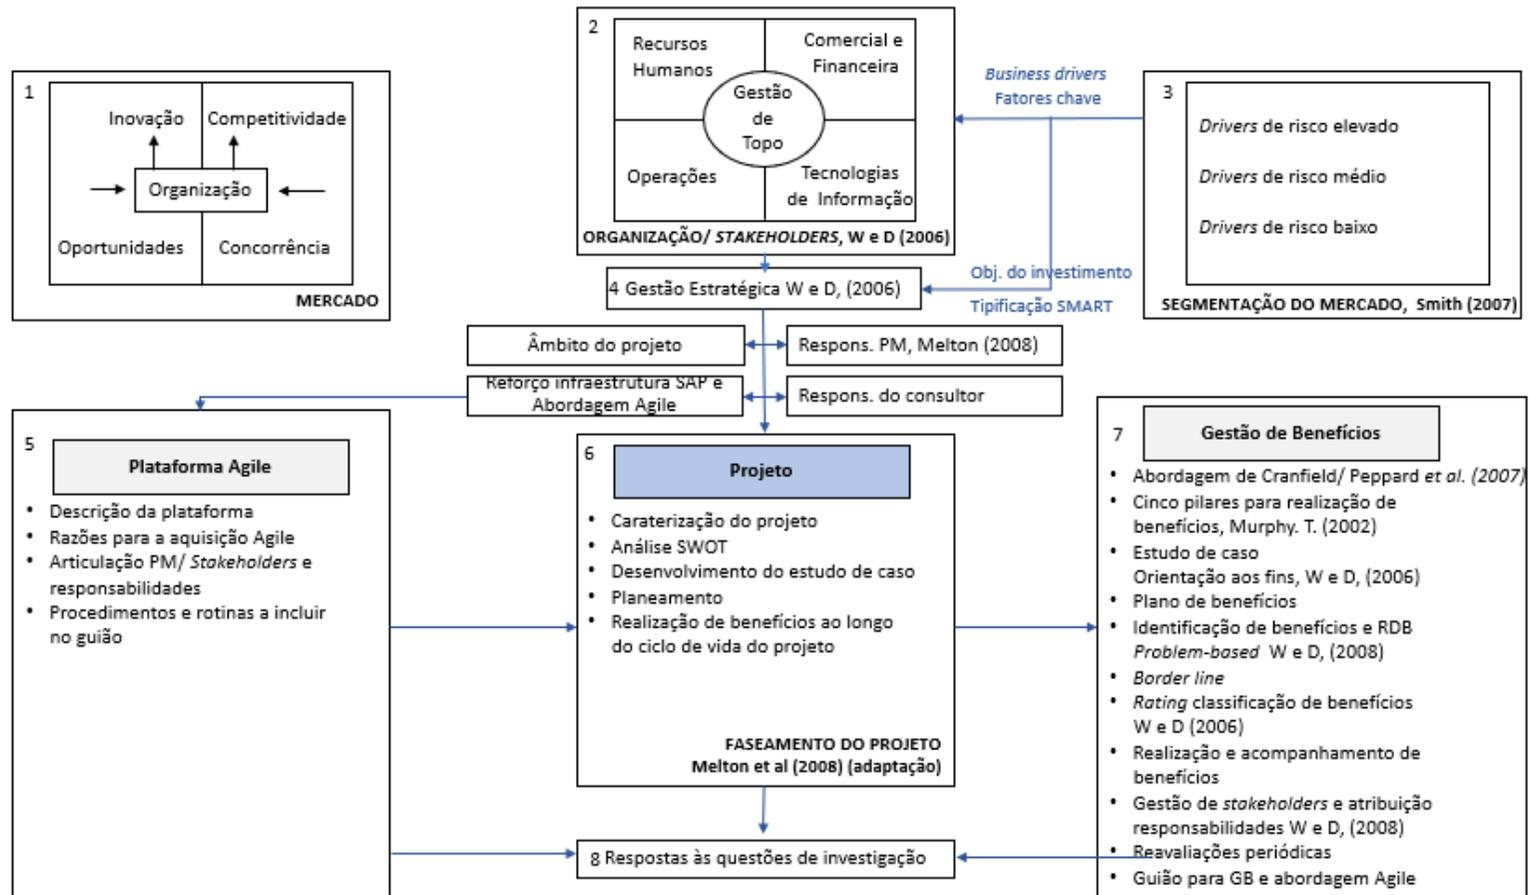 1
Inovação
Competitividade
Organização
Oportunidades
Concorrência
MERCADO
2
Recursos
Humanos
Comercial e
Financeira
Gestão
de
Topo
Operações
Tecnologias
de Informação
ORGANIZAÇÃO/ STAKEHOLDERS, W e D (2006)
Business drivers
Fatores chave
3
Drivers de risco elevado
Drivers de risco médio
Drivers de risco baixo
SEGMENTAÇÃO DO MERCADO, Smith (2007)
4 Gestão Estratégica W e D, (2006)
Obj. do investimento
Tipificação SMART
Âmbito do projeto
Respons. PM, Melton (2008)
Reforço infraestrutura SAP e
Abordagem Agile
Respons. do consultor
5
Plataforma Agile
• Descrição da plataforma
• Razões para a aquisição Agile
• Articulação PM/ Stakeholders e
responsabilidades
• Procedimentos e rotinas a incluir
no guião
6
Projeto
• Caraterização do projeto
• Análise SWOT
• Desenvolvimento do estudo de caso
• Planeamento
• Realização de benefícios ao longo
do ciclo de vida do projeto
FASEAMENTO DO PROJETO
Melton et al (2008) (adaptação)
7
Gestão de Benefícios
• Abordagem de Cranfield/ Peppard et al. (2007)
• Cinco pilares para realização de
benefícios, Murphy. T. (2002)
• Estudo de caso
Orientação aos fins, W e D, (2006)
• Plano de benefícios
• Identificação de benefícios e RDB
Problem-based W e D, (2008)
• Border line
• Rating classificação de benefícios
W e D (2006)
• Realização e acompanhamento de
benefícios
• Gestão de stakeholders e atribuição
responsabilidades W e D, (2008)
• Reavaliações periódicas
• Guião para GB e abordagem Agile
8 Respostas às questões de investigação